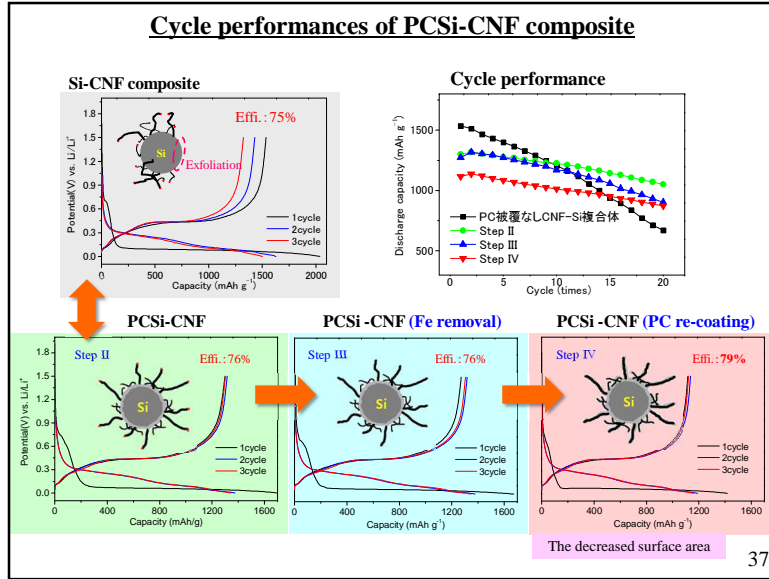 Cycle performances of PCSi-CNF composite
Si-CNF composite
Effi.:75%
Si
Exfoliation
1cycle
2cycle
3cycle
1.8
1.5
1.2
0.9
0.6
0.3
0.0
Potential(V) vs. Li/Li+
0 500 1000 1500 2000
Capacity (mAh g-1)
Cycle performance
1500
1000
500
Discharge capacity (mAh g-1)
PC被覆なしCNF-Si複合体
Step II
Step III
Step IV
0 5 10 15 20
Cycle (times)
PCSi-CNF
Step II
Effi.:76%
Si
1cycle
2cycle
3cycle
1.8
1.5
1.2
0.9
0.6
0.3
0.0
Potential(V) vs. Li/Li+
0 400 800 1200 1600
Capacity (mAh/g)
PCSi -CNF (Fe removal)
Step III
Effi.:76%
Si
1cycle
2cycle
3cycle
0 400 800 1200 1600
Capacity (mAh g-1)
PCSi -CNF (PC re-coating)
Step IV
Effi.:79%
Si
1cycle
2cycle
3cycle
0 400 800 1200 1600
Capacity (mAh g-1)
The decreased surface area
37